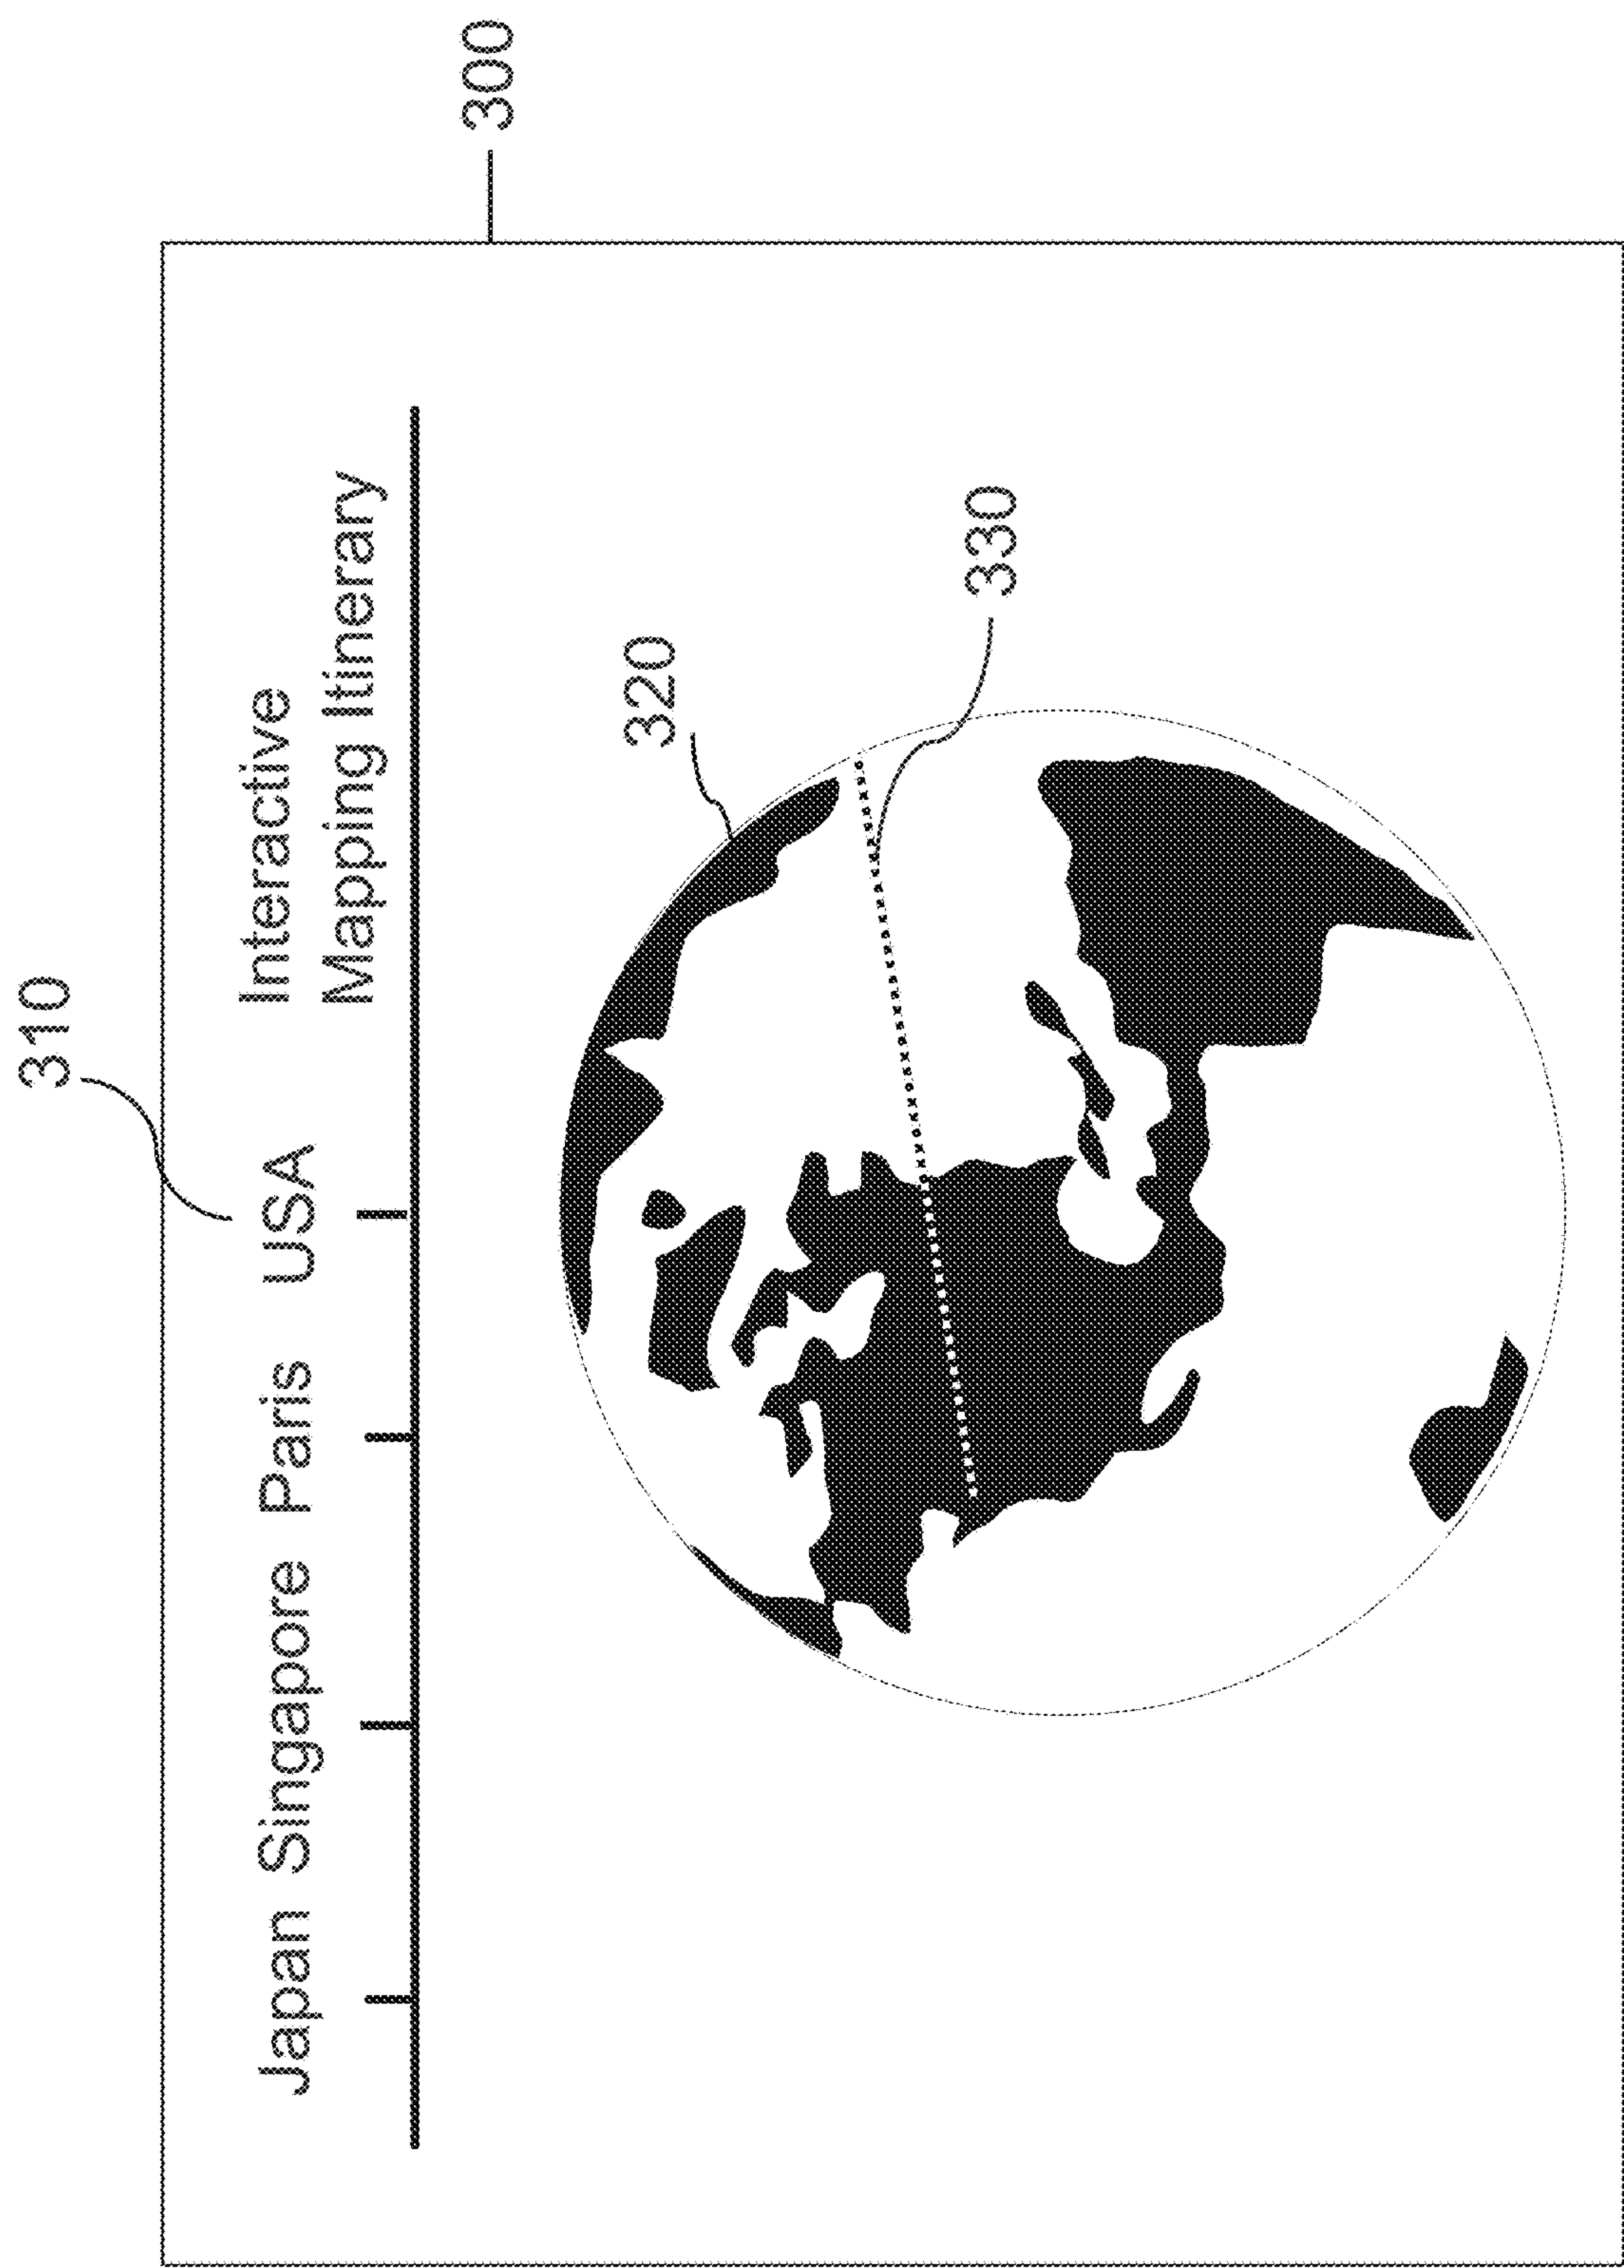 310
300
Interactive
Japan Singapore Paris USA
Mapping Itinerary
320
330